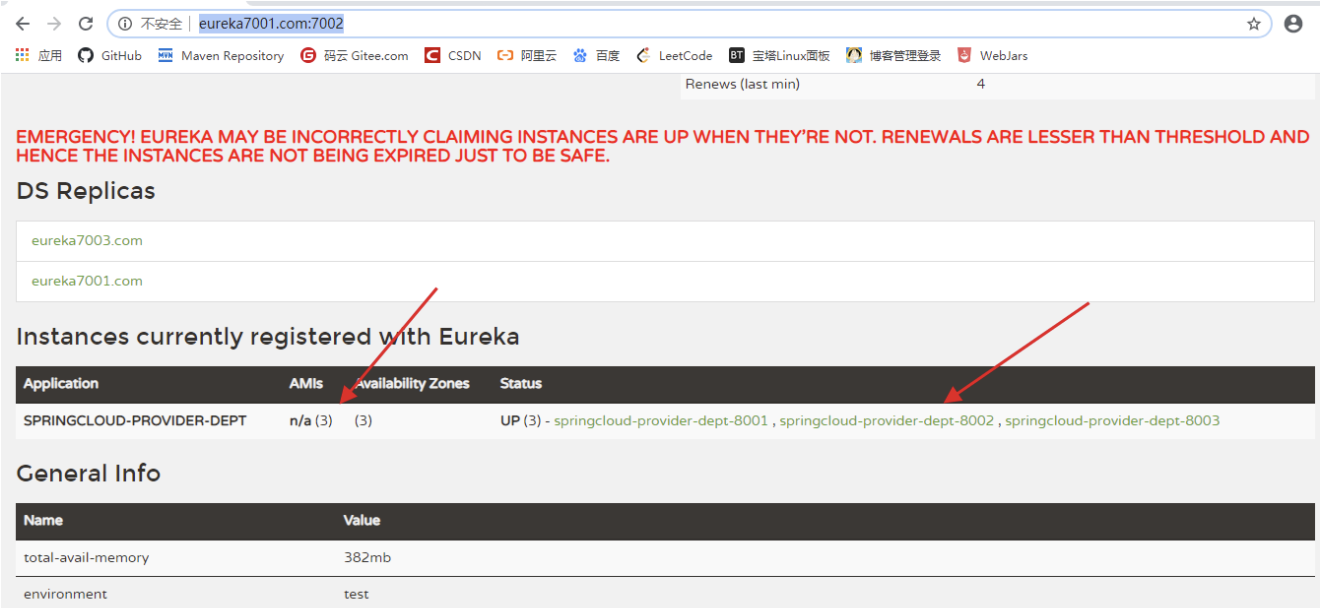 不安全 | eureka7001.com:7002
应用 GitHub Maven Repository 码云 Gitee.com CSDN 阿里云 百度 LeetCode 宝塔Linux面板 博客管理登录 WebJars
Renews (last min) 4
EMERGENCY! EUREKA MAY BE INCORRECTLY CLAIMING INSTANCES ARE UP WHEN THEY'RE NOT. RENEWALS ARE LESSER THAN THRESHOLD AND
HENCE THE INSTANCES ARE NOT BEING EXPIRED JUST TO BE SAFE.
DS Replicas
eureka7003.com
eureka7001.com
Instances currently registered with Eureka
Application AMIs Availability Zones Status
SPRINGCLOUD-PROVIDER-DEPT n/a (3) (3) UP (3) - springcloud-provider-dept-8001 , springcloud-provider-dept-8002 , springcloud-provider-dept-8003
General Info
Name Value
total-avail-memory 382mb
environment test